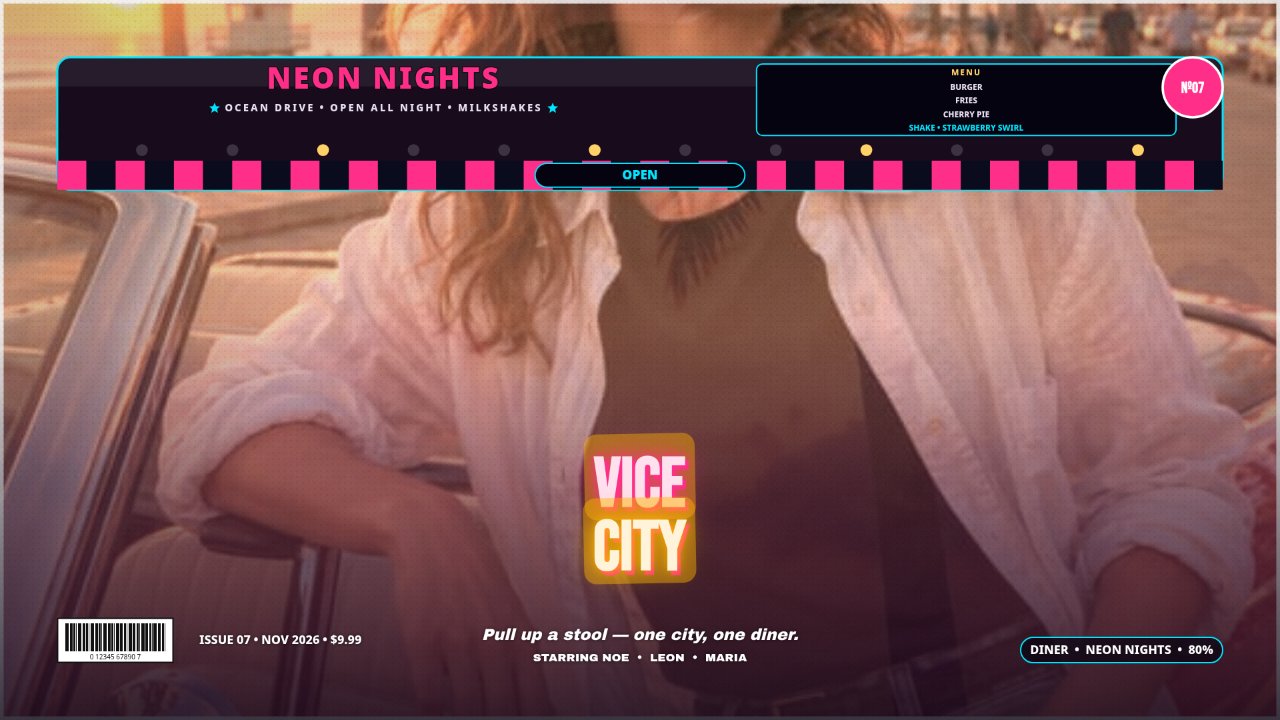 NEON NIGHTS
★ OCEAN DRIVE • OPEN ALL NIGHT • MILKSHAKES ★
MENU
BURGER
FRIES
CHERRY PIE
SHAKE • STRAWBERRY SWIRL
Nº07
OPEN
VICE
CITY
0 12345 67890 7
ISSUE 07 • NOV 2026 • $9.99
Pull up a stool — one city, one diner.
STARRING NOE • LEON • MARIA
DINER • NEON NIGHTS • 80%